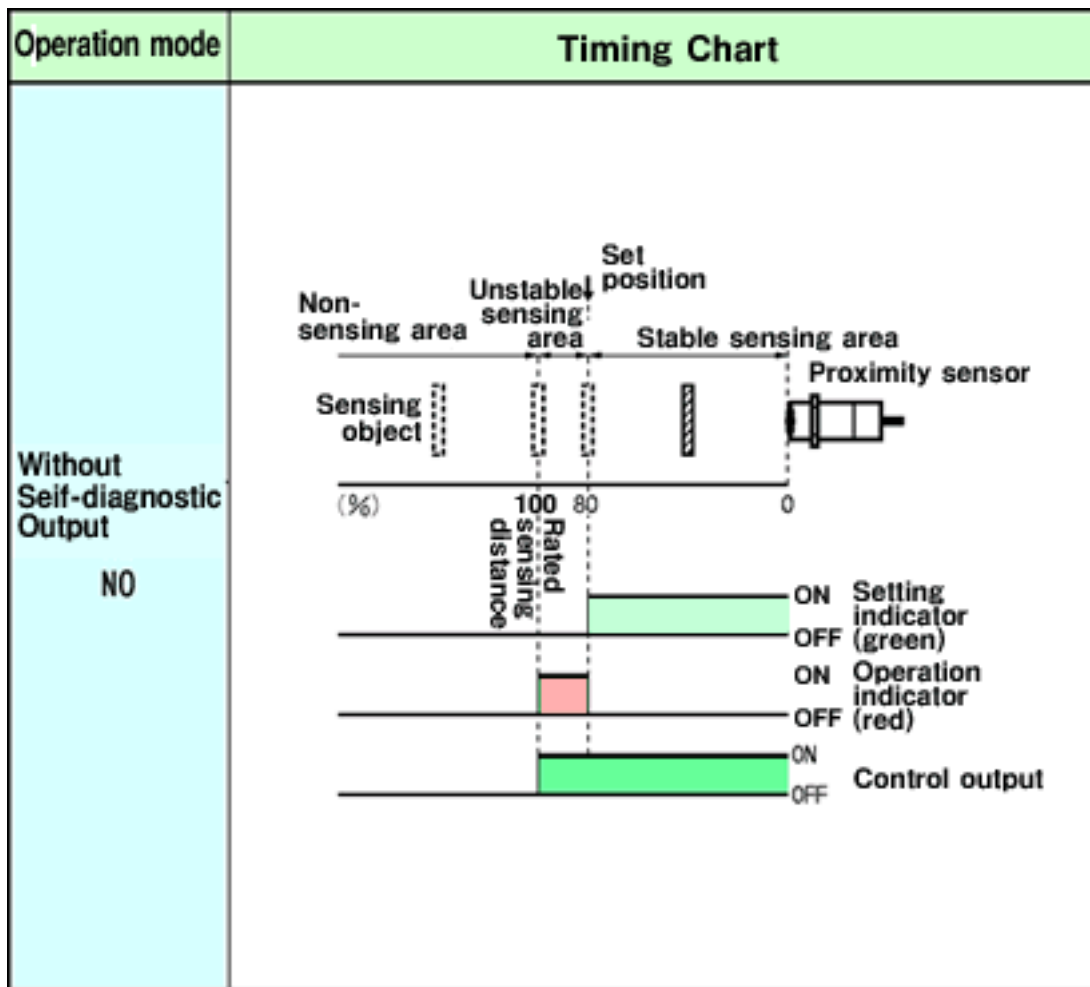 Operation mode
Timing Chart
Without
Seif-diagnostic
Output
NO
Set
position
Non-
sensing area
Unstable
sensing
area
Stable sensing area
Proximity sensor
Sensing
object
(%)
100
80
0
Rated
sensing
distance
ON
OFF
Setting
indicator
(green)
ON
OFF
Operation
indicator
(red)
ON
OFF
Control output